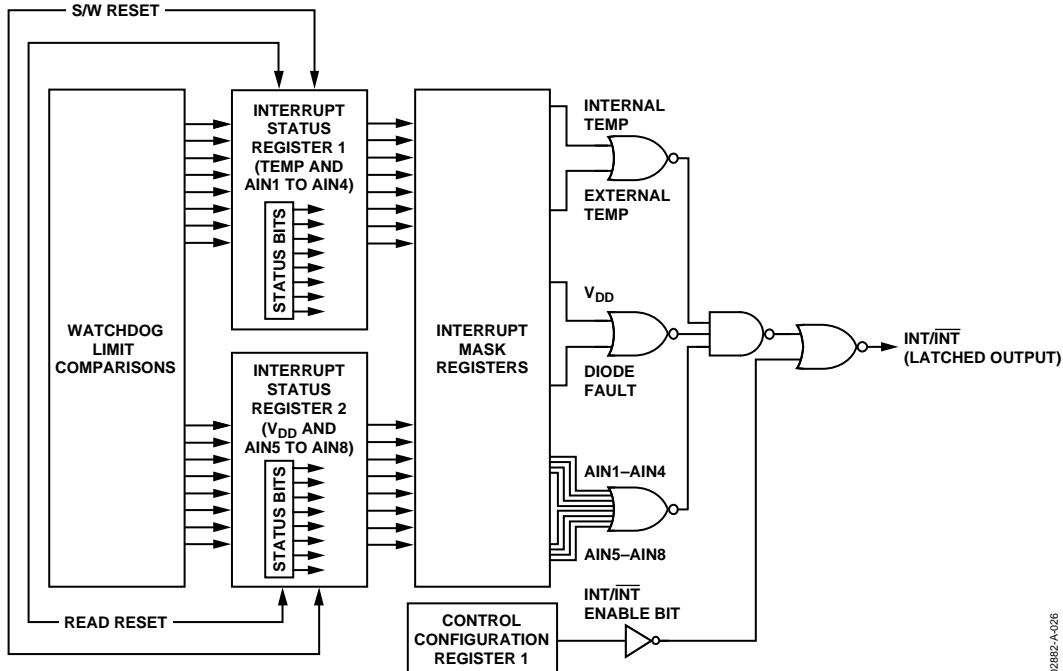 S/W RESET
INTERRUPT
STATUS
REGISTER 1
(TEMP AND
AIN1 TO AIN4)
STATUS BITS
WATCHDOG
LIMIT
COMPARISONS
INTERRUPT
STATUS
REGISTER 2
(VDD AND
AIN5 TO AIN8)
STATUS BITS
READ RESET
INTERRUPT
MASK
REGISTERS
INTERNAL
TEMP
EXTERNAL
TEMP
VDD
DIODE
FAULT
AIN1–AIN4
AIN5–AIN8
INT/INT
ENABLE BIT
CONTROL
CONFIGURATION
REGISTER 1
INT/INT
(LATCHED OUTPUT)
02882-A-026